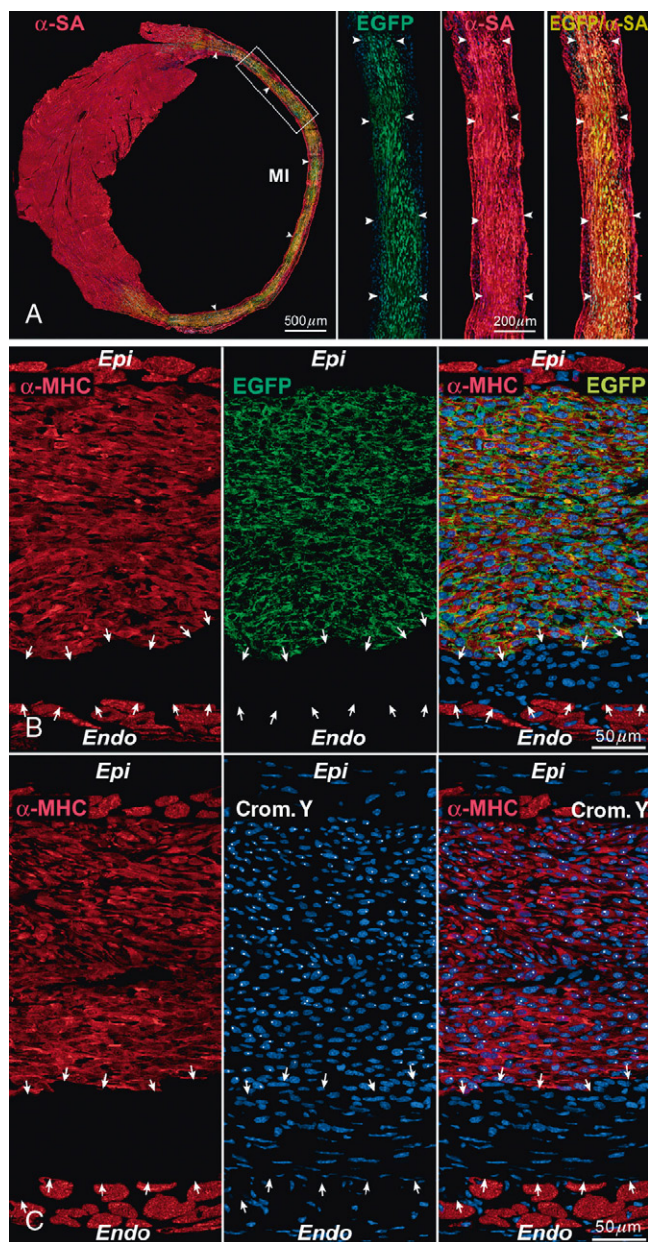 α-SA
EGFP
α-SA
EGFP/α-SA
MI
A
500μm
200μm
Epi
Epi
Epi
α-MHC
EGFP
α-MHC
EGFP
B
Endo
Endo
Endo
50μm
Epi
Epi
Epi
α-MHC
Crom. Y
α-MHC
Crom. Y
C
Endo
Endo
Endo
50μm